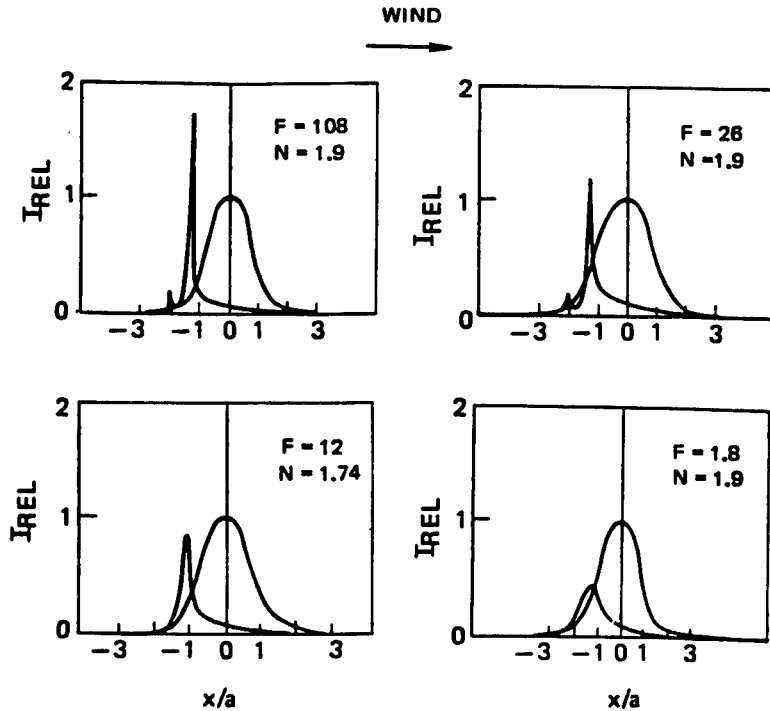 WIND
2
1
0
I_REL
F = 108
N = 1.9
−3 −1 0 1 3
2
1
0
I_REL
F = 26
N =1.9
−3 −1 0 1 3
2
1
0
I_REL
F = 12
N = 1.74
−3 −1 0 1 3
x/a
2
1
0
I_REL
F = 1.8
N = 1.9
−3 −1 0 1 3
x/a